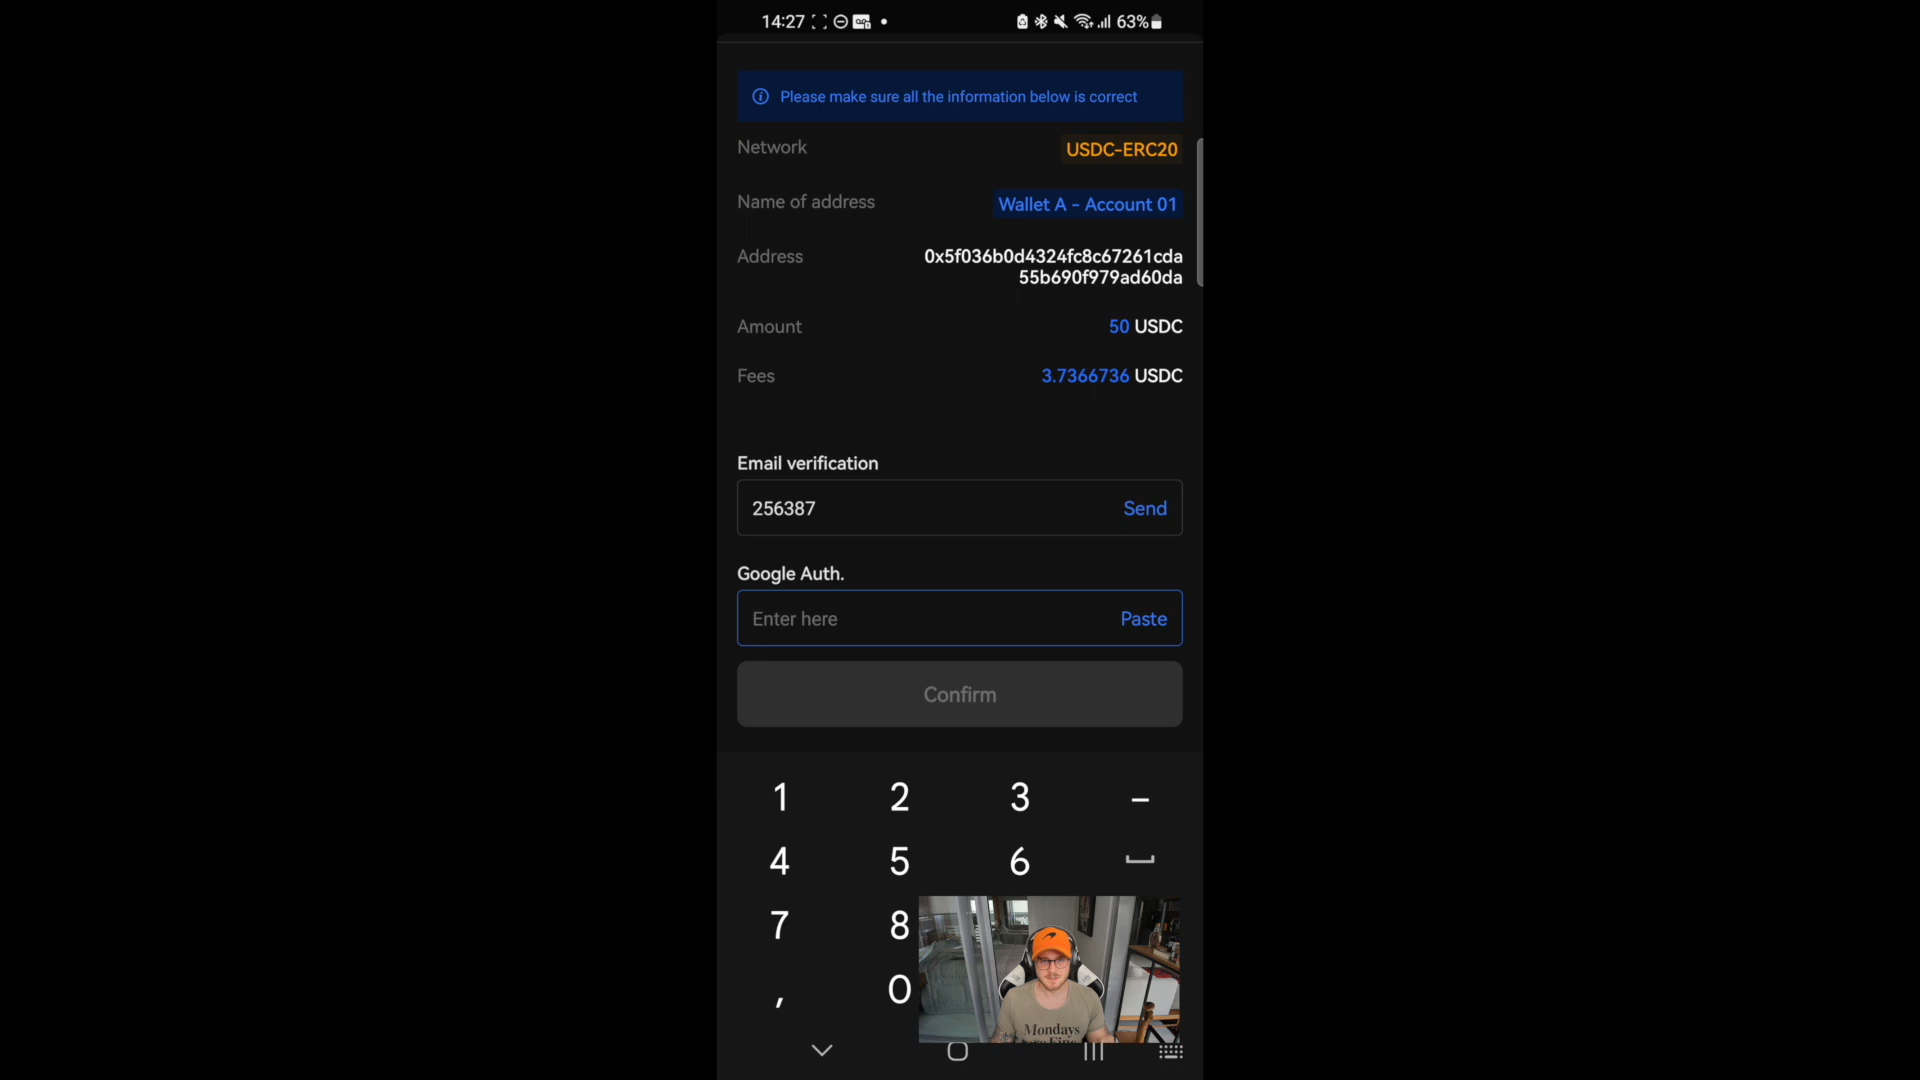 14:27 63%
Please make sure all the information below is correct
Network USDC-ERC20
Name of address Wallet A - Account 01
Address 0x5f036b0d4324fc8c67261cda
55b690f979ad60da
Amount 50 USDC
Fees 3.7366736 USDC
Email verification
256387 Send
Google Auth.
Enter here Paste
Confirm
1 2 3 -
4 5 6
7 8
, 0
Mondays